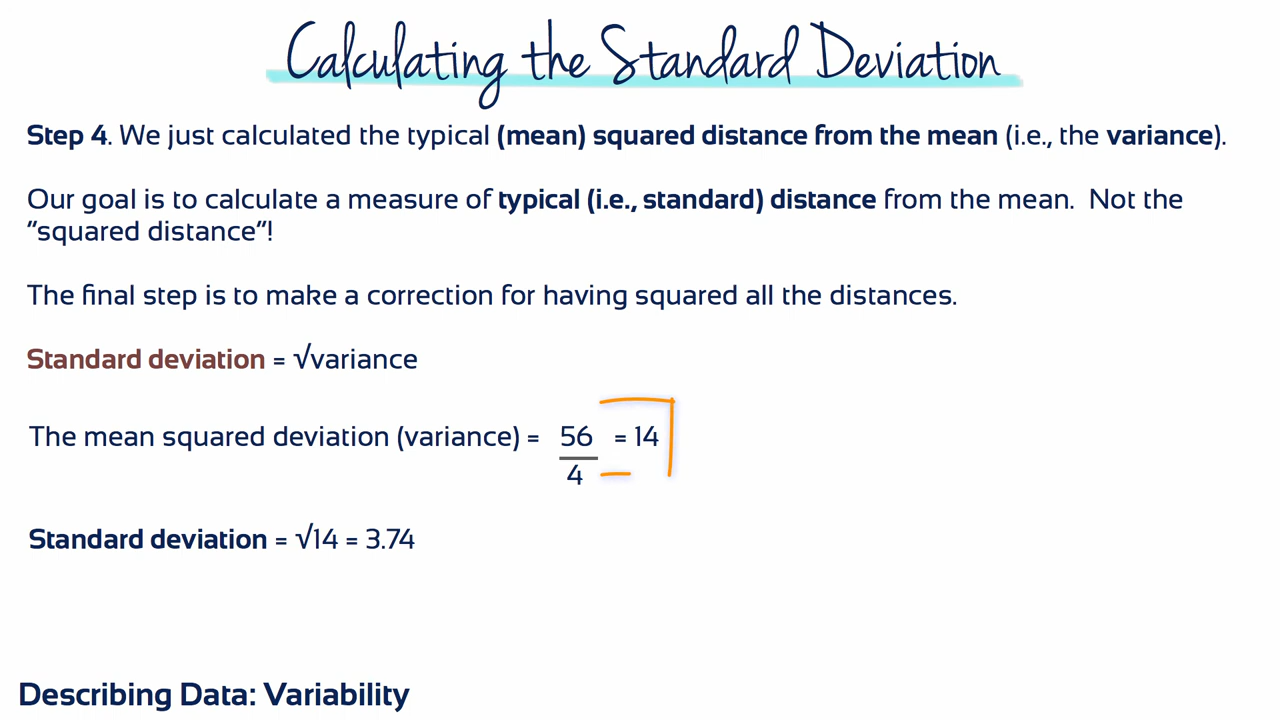 Calculating the Standard Deviation
Step 4. We just calculated the typical (mean) squared distance from the mean (i.e., the variance).
Our goal is to calculate a measure of typical (i.e., standard) distance from the mean.  Not the
“squared distance”!
The final step is to make a correction for having squared all the distances.
Standard deviation = √variance
The mean squared deviation (variance) = 56 = 14
4
Standard deviation = √14 = 3.74
Describing Data: Variability